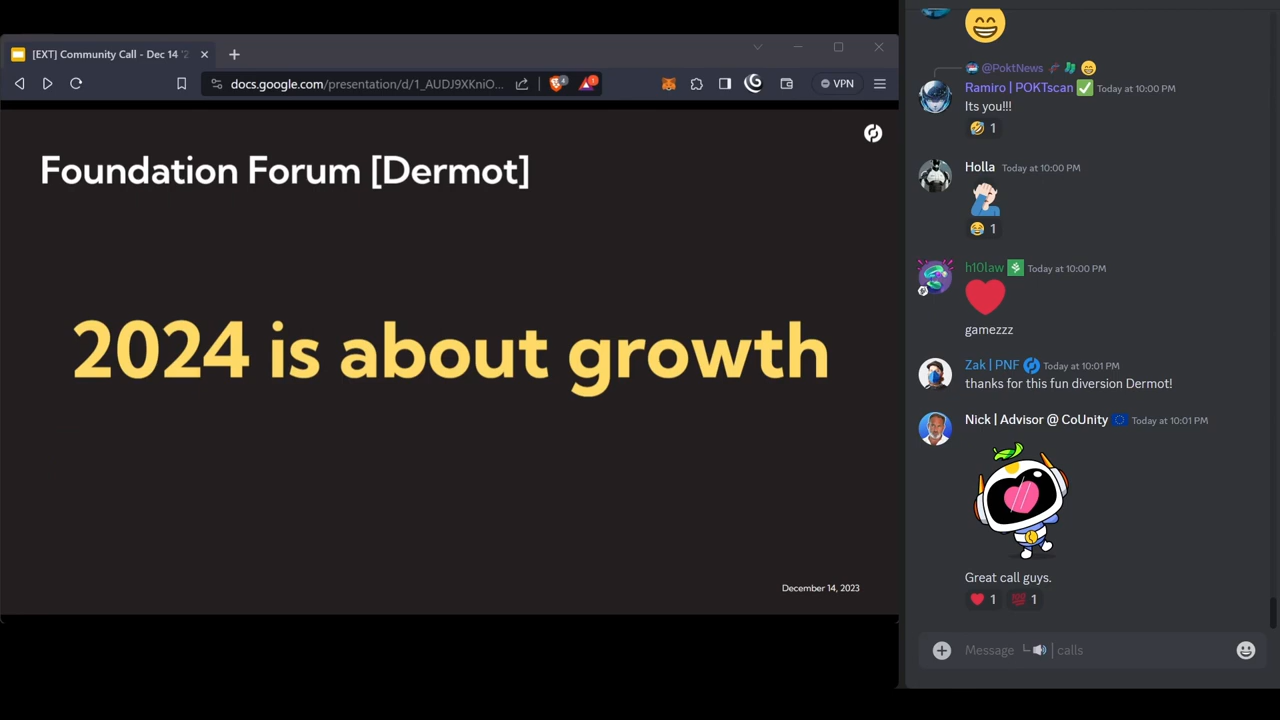 [EXT] Community Call - Dec 14 '2
docs.google.com/presentation/d/1_AUDJ9XKniO...
4
1
VPN
Foundation Forum [Dermot]
2024 is about growth
December 14, 2023
@PoktNews
Ramiro | POKTscan Today at 10:00 PM
Its you!!!
1
Holla Today at 10:00 PM
1
h10law Today at 10:00 PM
gamezzz
Zak | PNF Today at 10:01 PM
thanks for this fun diversion Dermot!
Nick | Advisor @ CoUnity Today at 10:01 PM
Great call guys.
1 1
Message | calls